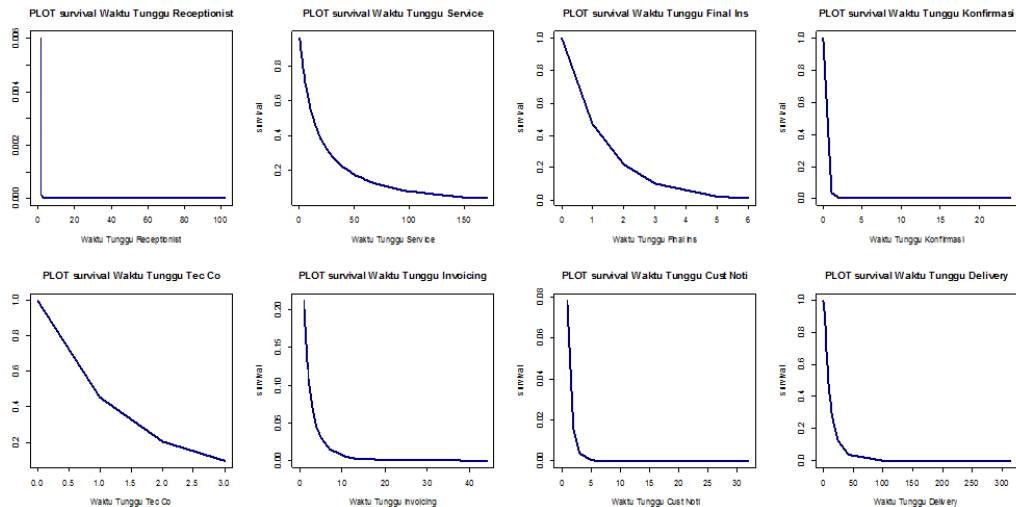 PLOT survival Waktu Tunggu Receptionist
0.006
0.004
0.002
0.000
0 20 40 60 80 100
Waktu Tunggu Receptionist
PLOT survival Waktu Tunggu Service
survival
0.8
0.6
0.4
0.2
0 50 100 150
Waktu Tunggu Service
PLOT survival Waktu Tunggu Final Ins
survival
1.0
0.8
0.6
0.4
0.2
0.0
0 1 2 3 4 5 6
Waktu Tunggu Final Ins
PLOT survival Waktu Tunggu Konfirmasi
survival
1.0
0.8
0.6
0.4
0.2
0.0
0 5 10 15 20
Waktu Tunggu Konfirmasi
PLOT survival Waktu Tunggu Tec Co
1.0
0.8
0.6
0.4
0.2
0.0 0.5 1.0 1.5 2.0 2.5 3.0
Waktu Tunggu Tec Co
PLOT survival Waktu Tunggu Invoicing
survival
0.20
0.15
0.10
0.05
0.00
0 10 20 30 40
Waktu Tunggu Invoicing
PLOT survival Waktu Tunggu Cust Noti
survival
0.08
0.06
0.04
0.02
0.00
0 5 10 15 20 25 30
Waktu Tunggu Cust Noti
PLOT survival Waktu Tunggu Delivery
survival
1.0
0.8
0.6
0.4
0.2
0.0
0 50 100 150 200 250 300
Waktu Tunggu Delivery